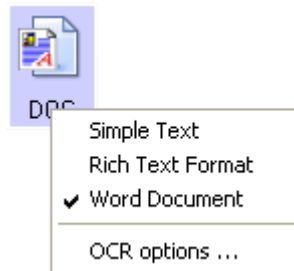 DOC
Simple Text
Rich Text Format
Word Document
OCR options ...